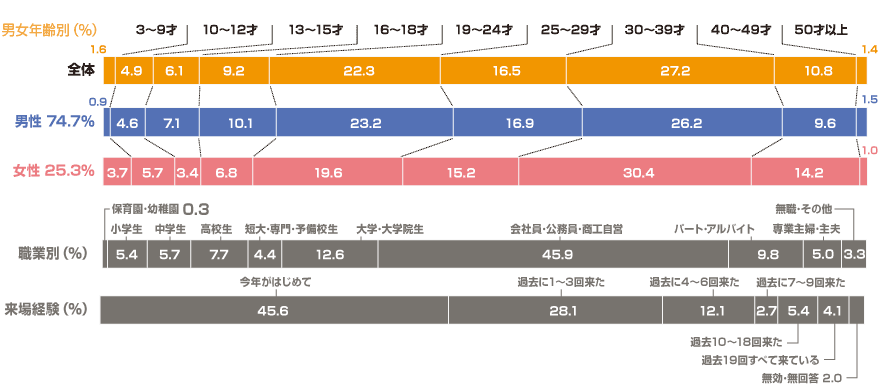 男女年齢別(%) 3〜9才 10〜12才 13〜15才 16〜18才 19〜24才 25〜29才 30〜39才 40〜49才 50才以上
1.6 1.4
全体 4.9 6.1 9.2 22.3 16.5 27.2 10.8
0.9 1.5
男性 74.7% 4.6 7.1 10.1 23.2 16.9 26.2 9.6
1.0
女性 25.3% 3.7 5.7 3.4 6.8 19.6 15.2 30.4 14.2
保育園・幼稚園 0.3 無職・その他
小学生 中学生 高校生 短大・専門・予備校生 大学・大学院生 会社員・公務員・商工自営 パート・アルバイト 専業主婦・主夫
職業別(%) 5.4 5.7 7.7 4.4 12.6 45.9 9.8 5.0 3.3
今年がはじめて 過去に1〜3回来た 過去に4〜6回来た 過去に7〜9回来た
来場経験(%) 45.6 28.1 12.1 2.7 5.4 4.1
過去10〜18回来た
過去19回すべて来ている
無効・無回答 2.0